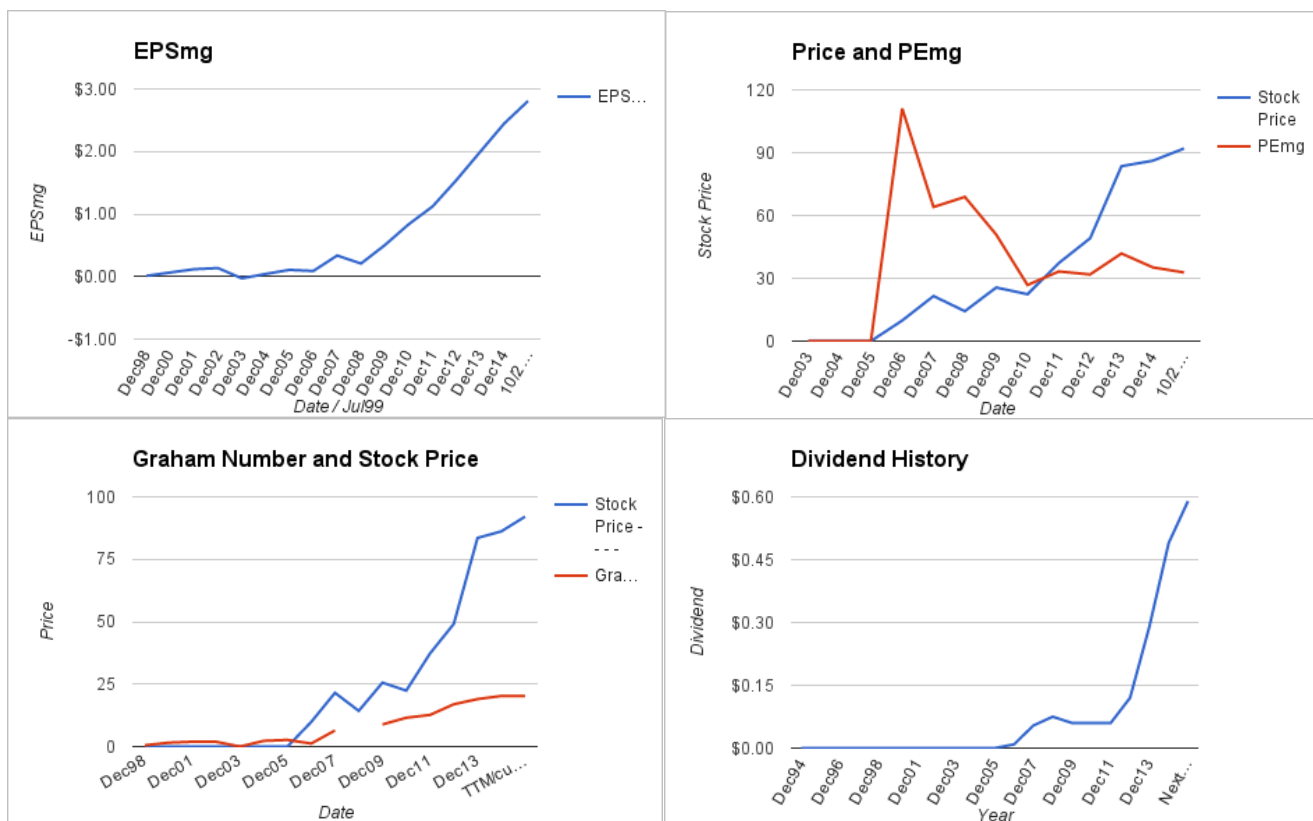 EPSmg
$3.00
$2.00
$1.00
$0.00
-$1.00
EPSmg
EPS...
Dec98
Dec00
Dec01
Dec02
Dec03
Dec04
Dec05
Dec06
Dec07
Dec08
Dec09
Dec10
Dec11
Dec12
Dec13
Dec14
10/2...
Date / Jul99
Price and PEmg
120
90
60
30
0
Stock Price
Stock
Price
PEmg
Dec03
Dec04
Dec05
Dec06
Dec07
Dec08
Dec09
Dec10
Dec11
Dec12
Dec13
Dec14
10/2...
Date
Graham Number and Stock Price
100
75
50
25
0
Price
Stock
Price -
- - -
Gra...
Dec98
Dec01
Dec03
Dec05
Dec07
Dec09
Dec11
Dec13
TTM/cu...
Date
Dividend History
$0.60
$0.45
$0.30
$0.15
$0.00
Dividend
Dec94
Dec96
Dec98
Dec01
Dec03
Dec05
Dec07
Dec09
Dec11
Dec13
Next...
Year